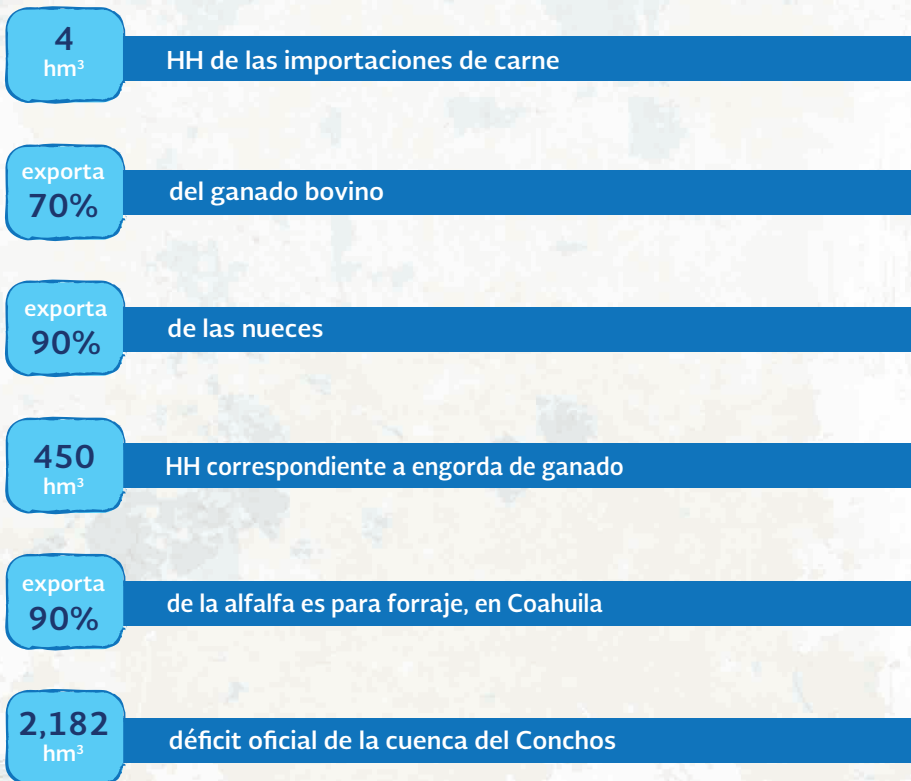 4
hm³
HH de las importaciones de carne
exporta
70%
del ganado bovino
exporta
90%
de las nueces
450
hm³
HH correspondiente a engorda de ganado
exporta
90%
de la alfalfa es para forraje, en Coahuila
2,182
hm³
déficit oficial de la cuenca del Conchos